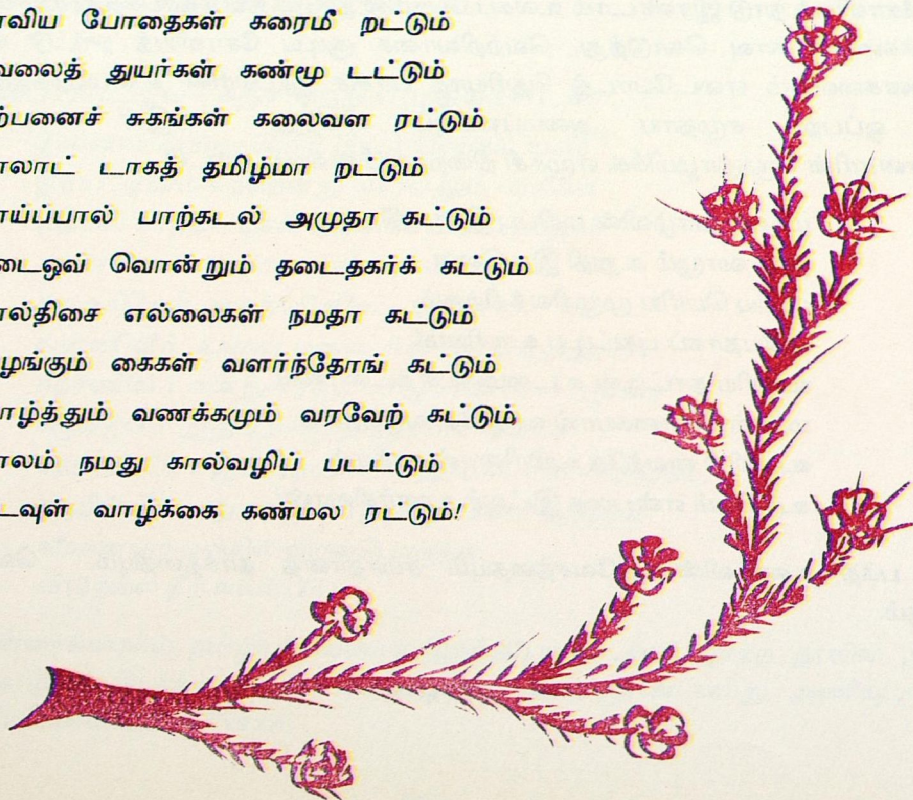 ரவிய போதைகள் கரைமீ றட்டும்
வலைத் துயர்கள் கண்மூ டட்டும்
ற்பனைச் சுகங்கள் கலைவள ரட்டும்
ாலாட் டாகத் தமிழ்மா றட்டும்
ாய்ப்பால் பாற்கடல் அமுதா கட்டும்
டைஒவ் வொன்றும் தடைதகர்க் கட்டும்
ால்திசை எல்லைகள் நமதா கட்டும்
ழங்கும் கைகள் வளர்ந்தோங் கட்டும்
ாழ்த்தும் வணக்கமும் வரவேற் கட்டும்
ாலம் நமது கால்வழிப் படட்டும்
டவுள் வாழ்க்கை கண்மல ரட்டும்!